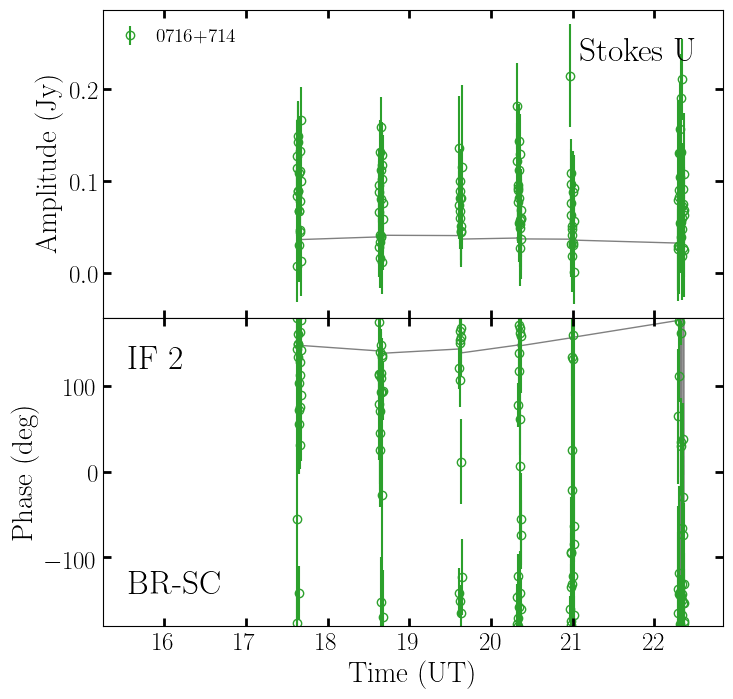 0716+714
Stokes U
Amplitude (Jy)
0.2
0.1
0.0
IF 2
BR-SC
Phase (deg)
100
0
−100
16 17 18 19 20 21 22
Time (UT)